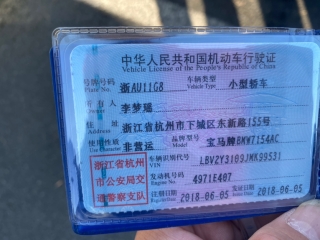 中华人民共和国机动车行驶证
Vehicle License of the People's Republic of China
号牌号码 浙AU11G8 车辆类型 小型轿车
Plate No. Vehicle Type
所有人 李梦瑶
Owner
住址 浙江省杭州市下城区东新路155号
Address
使用性质 非营运 品牌型号 宝马牌BMW7154AC
Use Character Model
浙江省杭州 车辆识别代号 LBV2Y3109JMK99531
VIN
市公安局交 发动机号码 4971E407
Engine No.
通警察支队 注册日期 2018-06-05 发证日期 2018-06-05